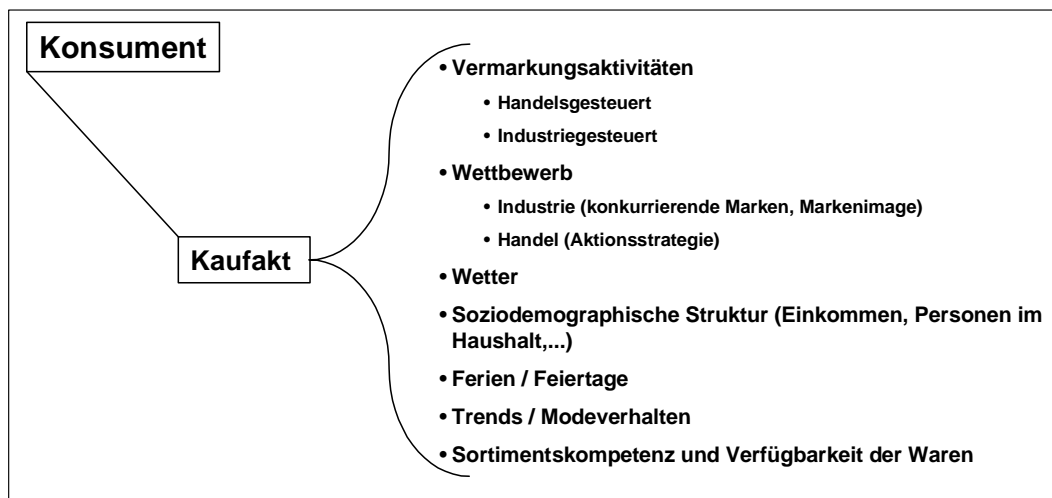 Konsument
Kaufakt
• Vermarkungsaktivitäten
• Handelsgesteuert
• Industriegesteuert
• Wettbewerb
• Industrie (konkurrierende Marken, Markenimage)
• Handel (Aktionsstrategie)
• Wetter
• Soziodemographische Struktur (Einkommen, Personen im
Haushalt,...)
• Ferien / Feiertage
• Trends / Modeverhalten
• Sortimentskompetenz und Verfügbarkeit der Waren